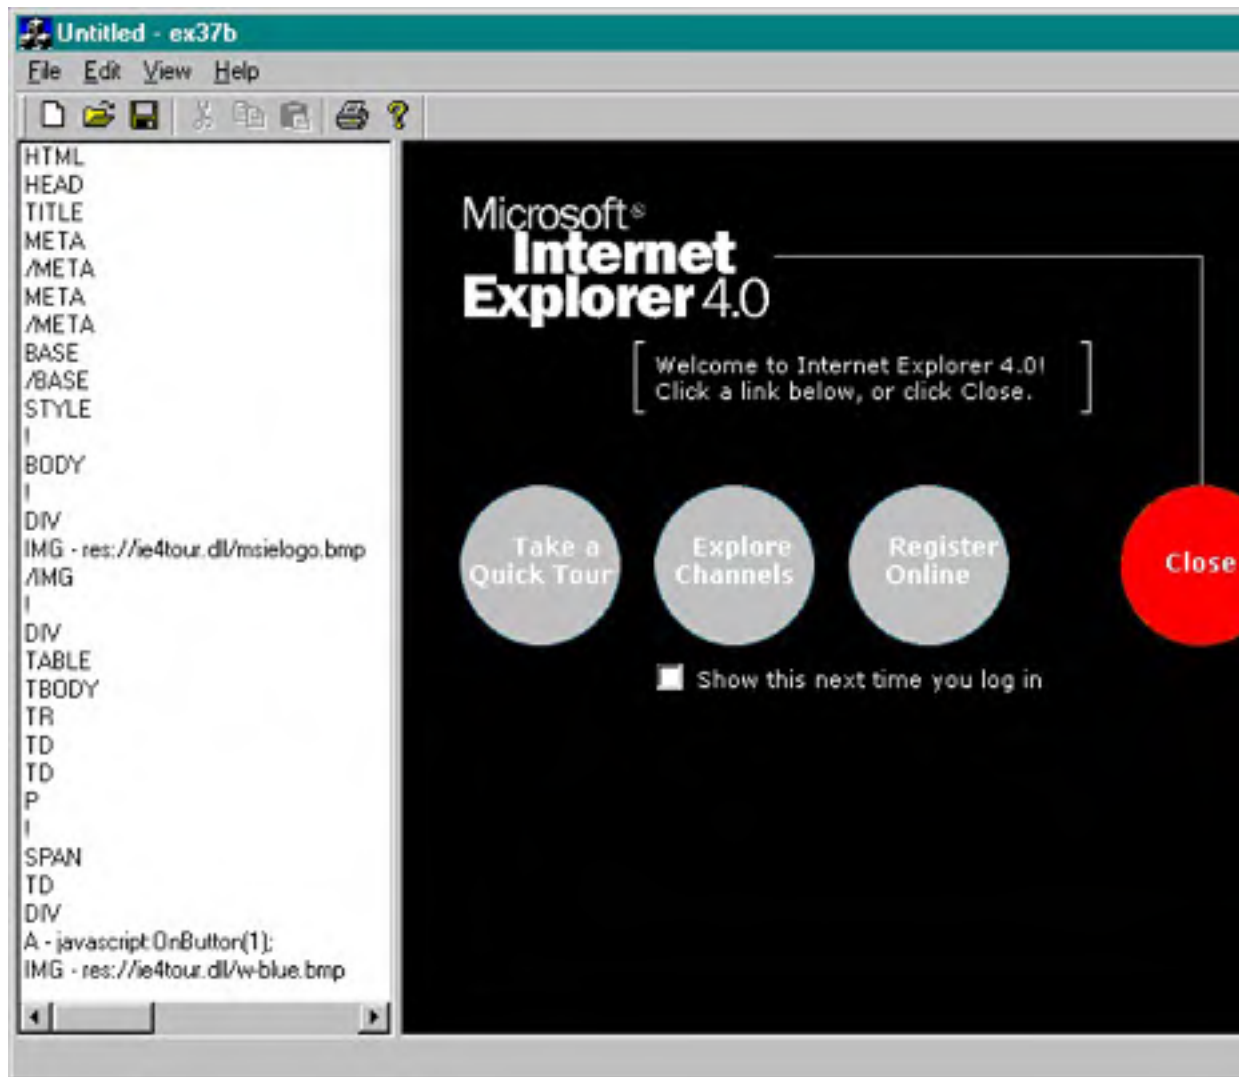 Untitled - ex37b
File Edit View Help
HTML
HEAD
TITLE
META
/META
META
/META
BASE
/BASE
STYLE
!
BODY
!
DIV
IMG - res://ie4tour.dll/msielogo.bmp
/IMG
!
DIV
TABLE
TBODY
TR
TD
TD
P
!
SPAN
TD
DIV
A - javascript:OnButton(1);
IMG - res://ie4tour.dll/w-blue.bmp
Microsoft®
Internet
Explorer 4.0
Welcome to Internet Explorer 4.0!
Click a link below, or click Close.
Take a
Quick Tour
Explore
Channels
Register
Online
Close
Show this next time you log in